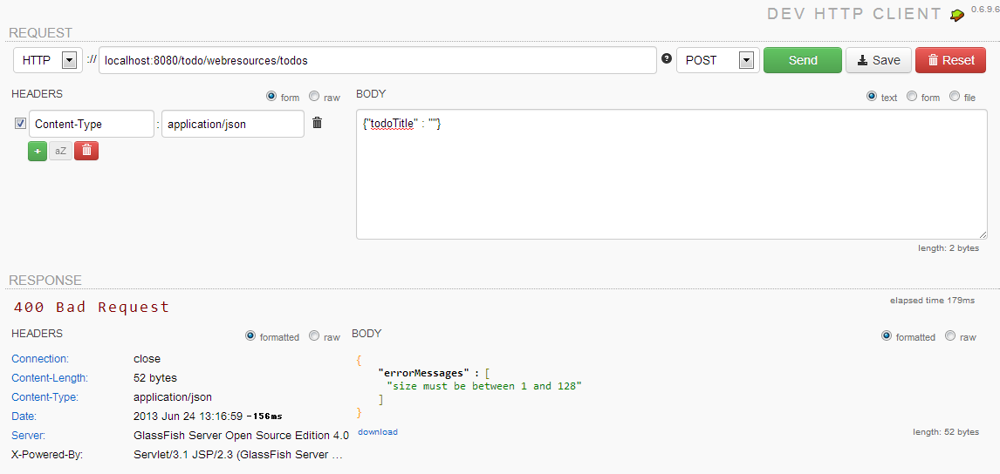 DEV HTTP CLIENT 0.6.9.6
REQUEST
HTTP :// localhost:8080/todo/webresources/todos ? POST Send Save Reset
HEADERS form raw BODY text form file
Content-Type : application/json {"todoTitle" : ""}
+ aZ
length: 2 bytes
RESPONSE
400 Bad Request elapsed time 179ms
HEADERS formatted raw BODY formatted raw
Connection: close {
Content-Length: 52 bytes "errorMessages" : [
"size must be between 1 and 128"
Content-Type: application/json ]
Date: 2013 Jun 24 13:16:59 -156ms }
Server: GlassFish Server Open Source Edition 4.0 download length: 52 bytes
X-Powered-By: Servlet/3.1 JSP/2.3 (GlassFish Server ...